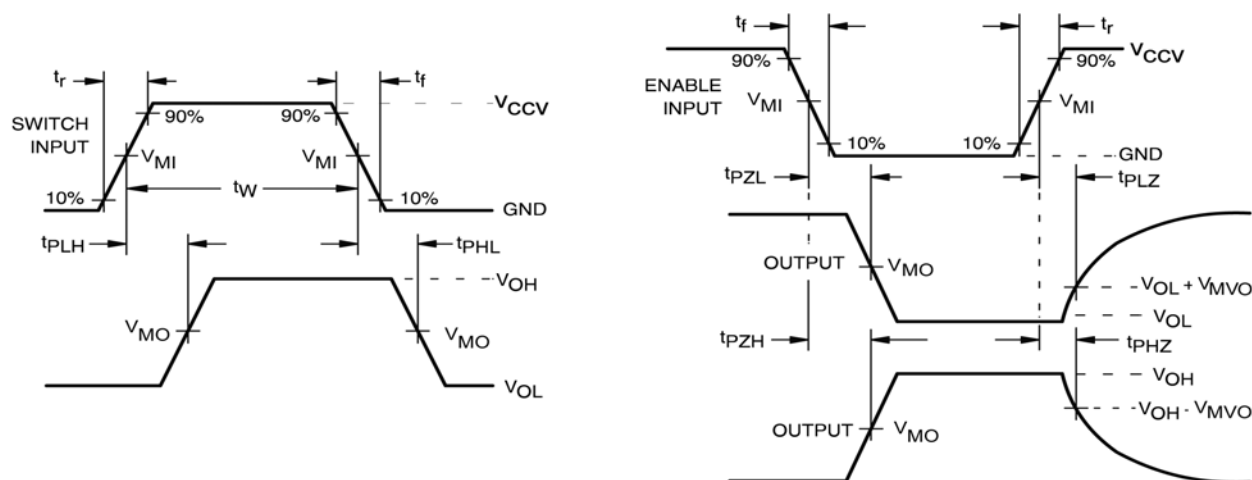 tr
tf
VCCV
SWITCH
INPUT
90%
90%
VMI
VMI
tW
10%
10%
GND
tPLH
tPHL
VOH
VMO
VMO
VOL
tf
tr
VCCV
90%
90%
ENABLE
INPUT
VMI
VMI
10%
10%
GND
tPZL
tPLZ
OUTPUT
VMO
VOL + VMVO
VOL
tPZH
tPHZ
VOH
VOH - VMVO
OUTPUT
VMO